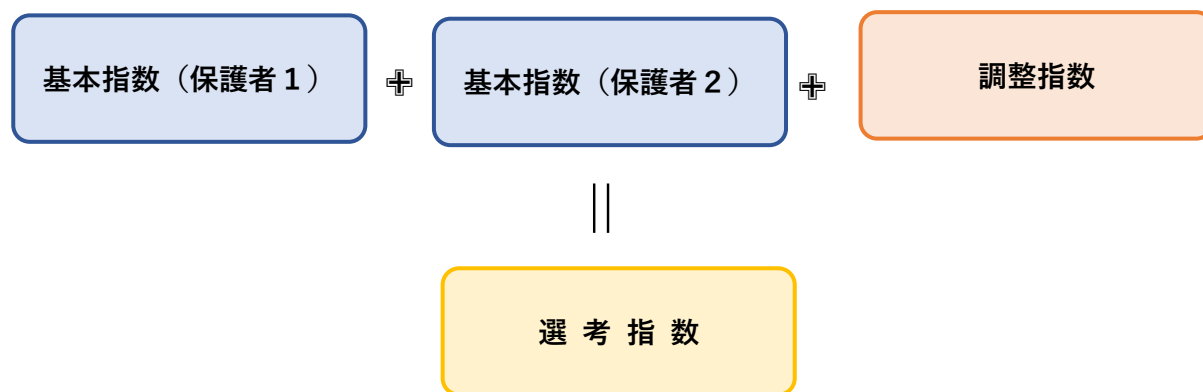 基本指数（保護者１）
＋
基本指数（保護者２）
＋
調整指数
||
選 考 指 数